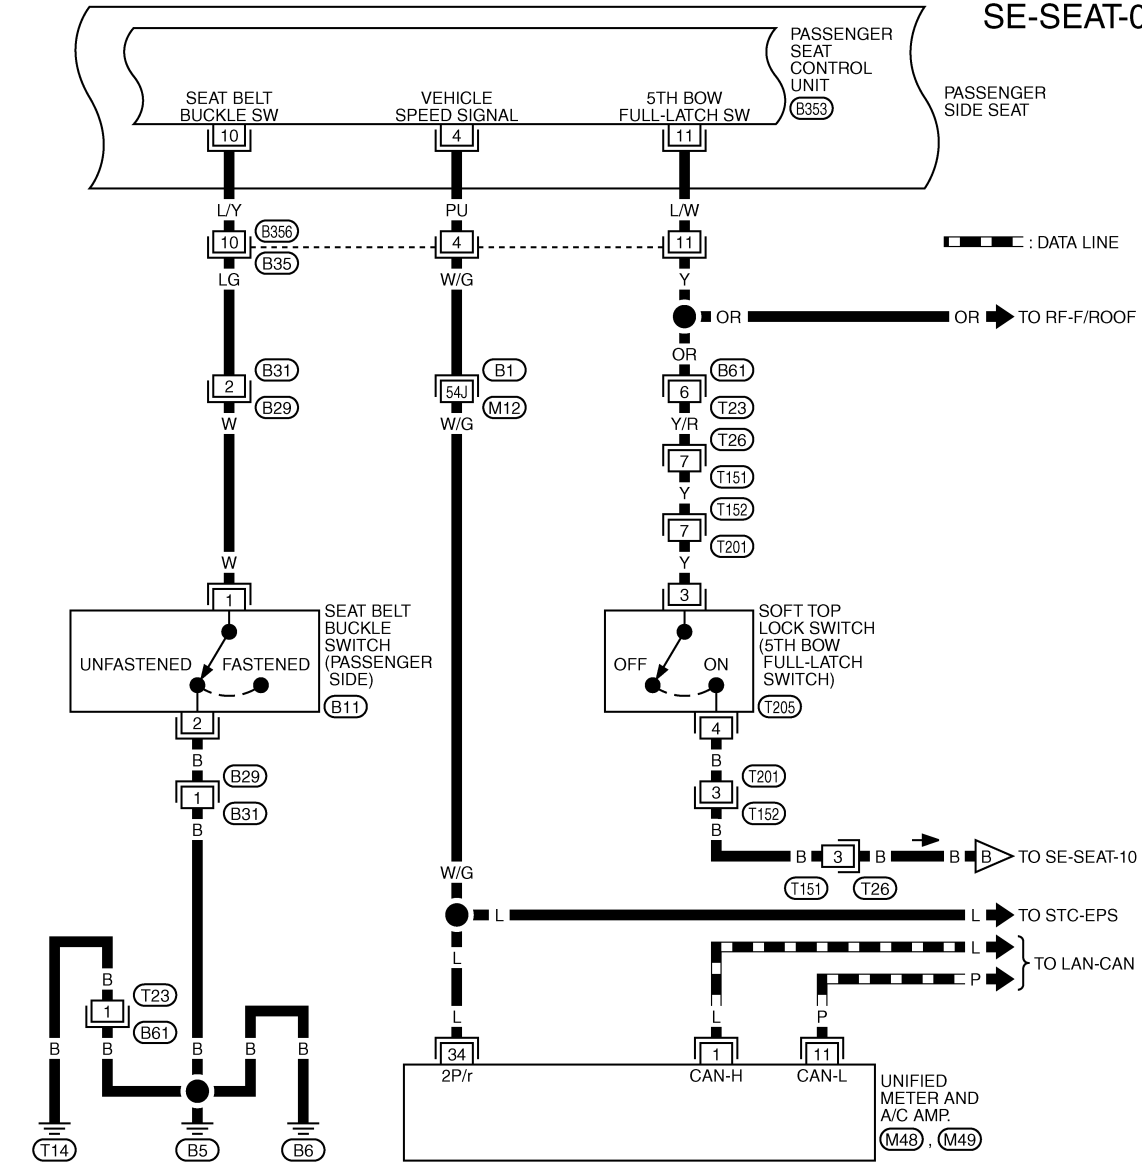 SE-SEAT-0
PASSENGER
SEAT
CONTROL
UNIT
B353
PASSENGER
SIDE SEAT
SEAT BELT
BUCKLE SW
VEHICLE
SPEED SIGNAL
5TH BOW
FULL-LATCH SW
10 4 11
L/Y PU L/W
10 B356 4 11
B35
: DATA LINE
LG W/G Y
OR OR TO RF-F/ROOF
OR
2 B31 54J B1 6 B61
B29 M12 T23
W W/G Y/R
T26
7
T151
Y
T152
7
T201
W Y
1 3
SEAT BELT
BUCKLE
SWITCH
(PASSENGER
SIDE)
B11
UNFASTENED FASTENED
SOFT TOP
LOCK SWITCH
(5TH BOW
FULL-LATCH
SWITCH)
T205
OFF ON
2 4
B B
B29 T201
1 3
B31 T152
B B
B 3 B B B TO SE-SEAT-10
T151 T26
W/G
L L TO STC-EPS
L L TO LAN-CAN
P
B T23
1
B61
L L P
B B B B B
34 1 11
2P/r CAN-H CAN-L
UNIFIED
METER AND
A/C AMP.
M48 , M49
T14 B5 B6